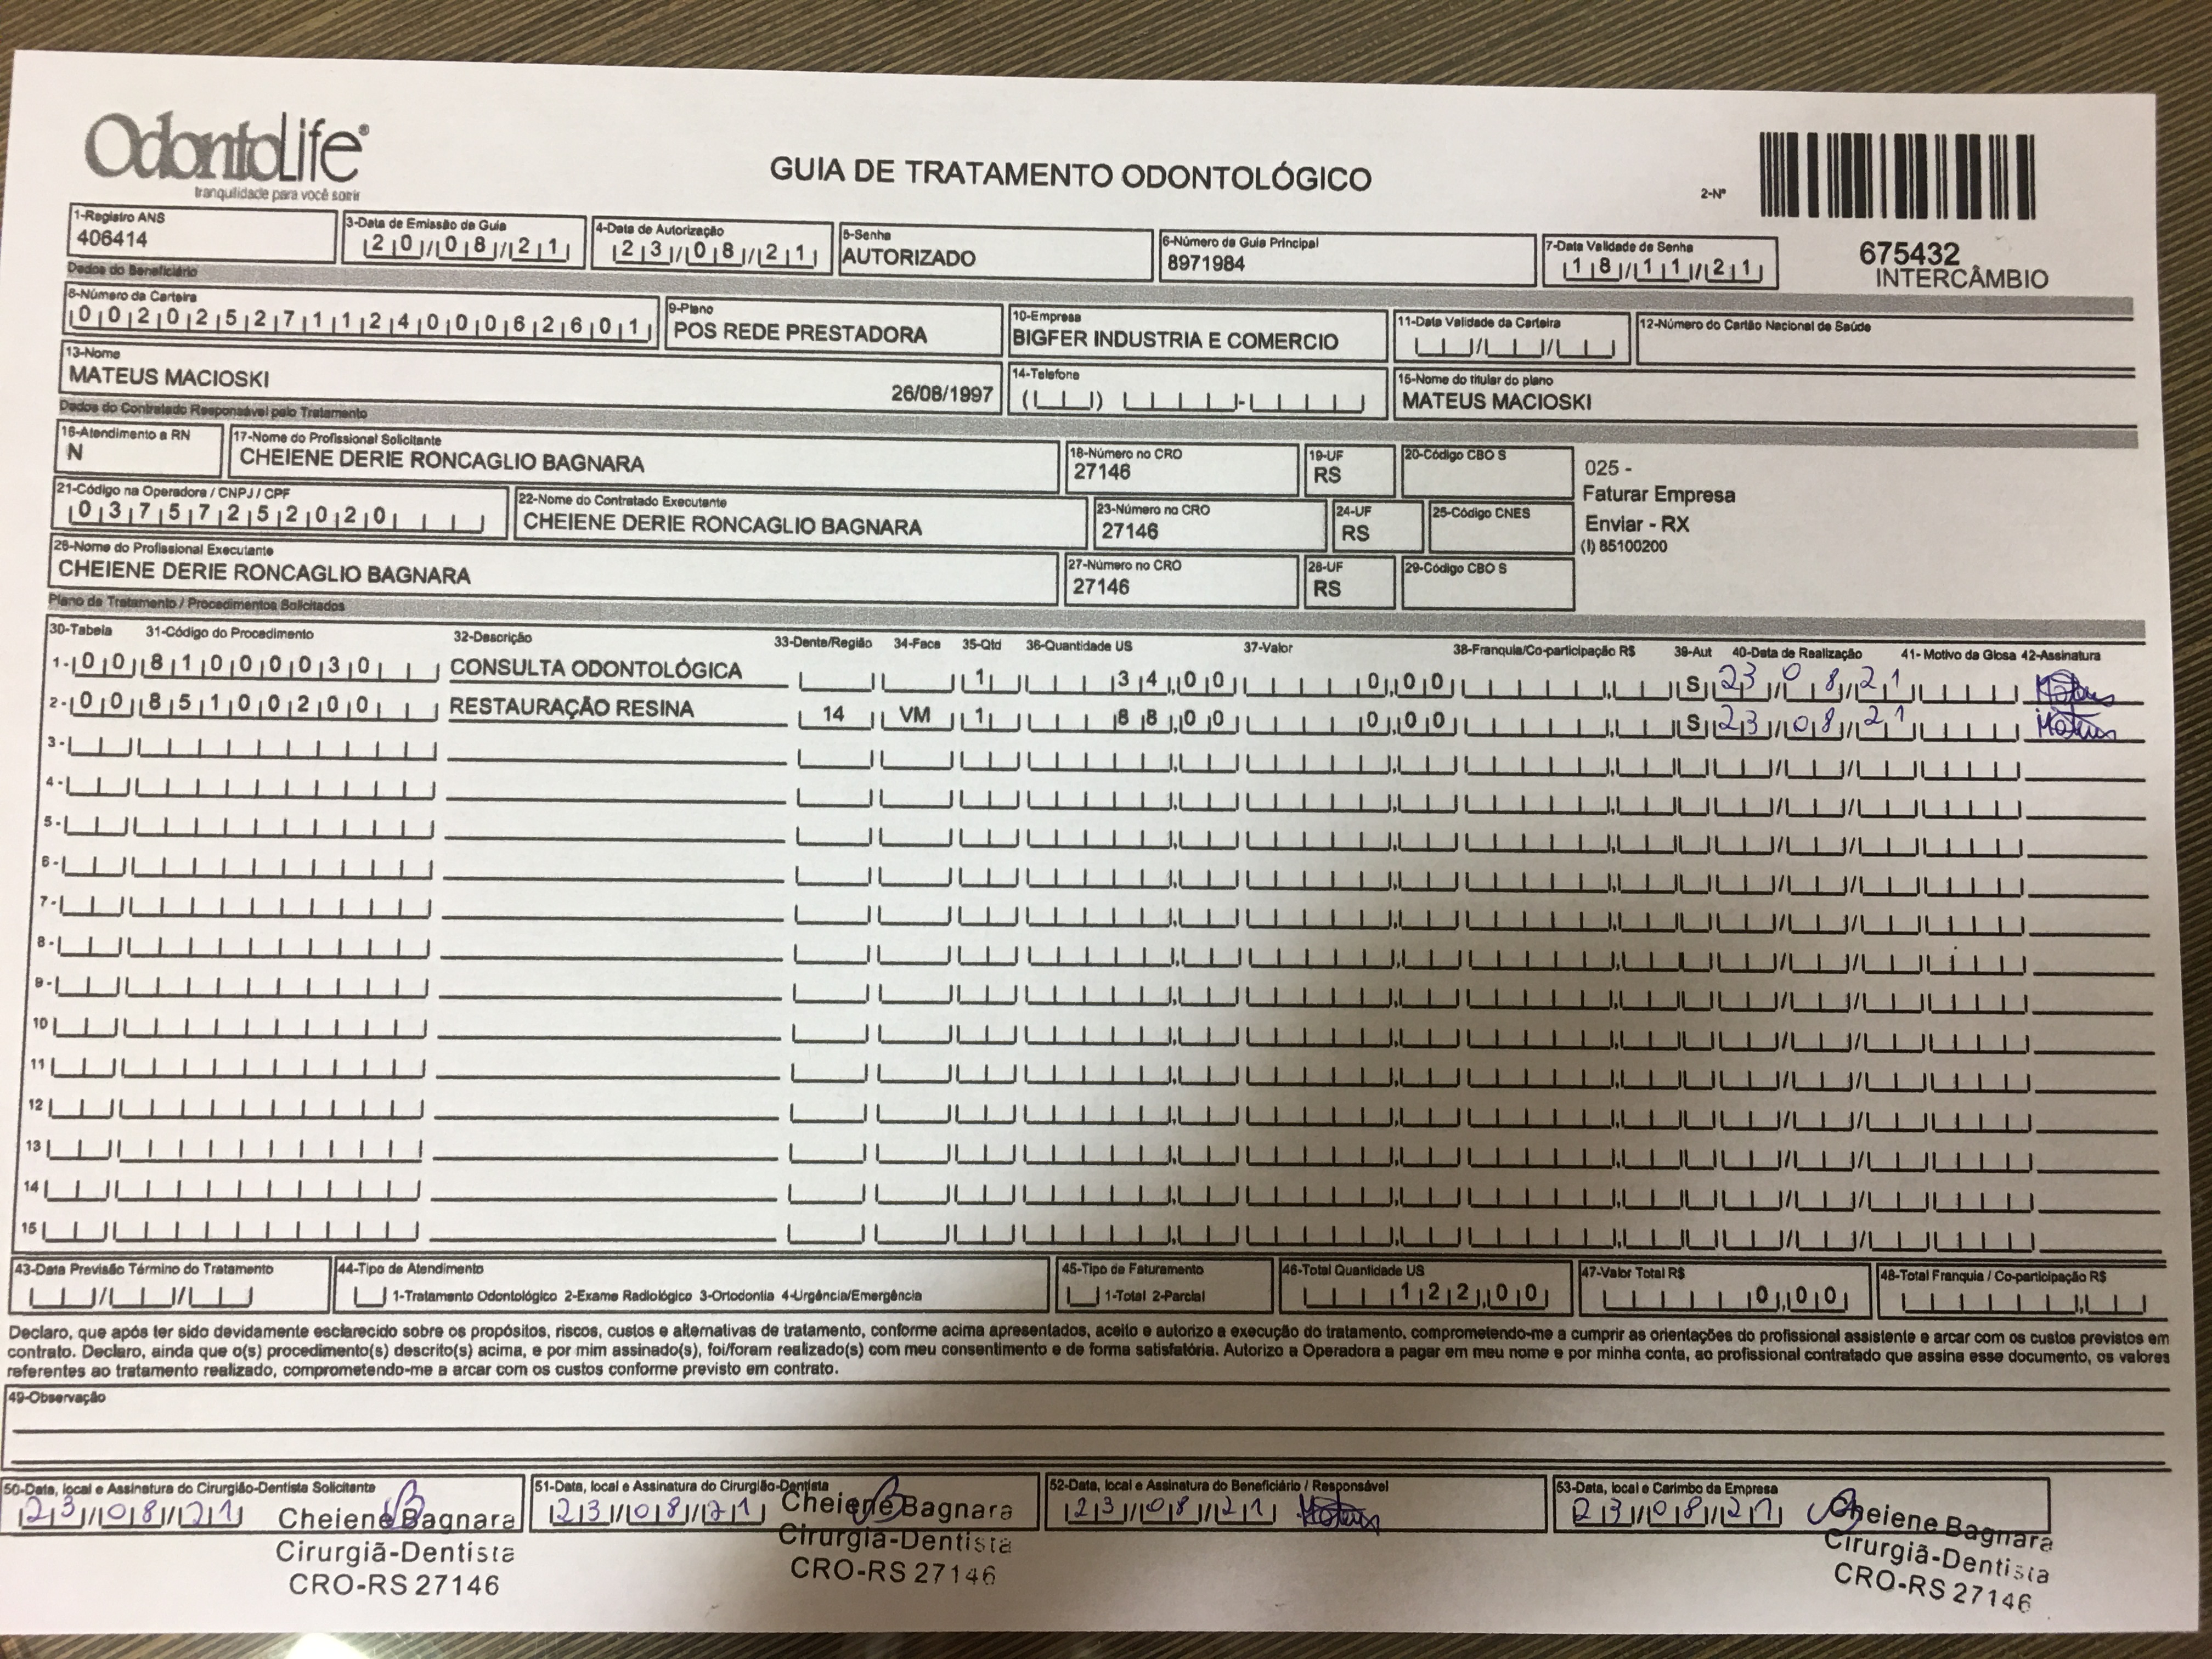 OdontoLife®
tranquilidade para você sorrir
GUIA DE TRATAMENTO ODONTOLÓGICO
2-Nº
675432
INTERCÂMBIO
1-Registro ANS
406414
3-Data de Emissão de Guia
20/08/21
4-Data de Autorização
23/08/21
5-Senha
AUTORIZADO
6-Número da Guia Principal
8971984
7-Data Validade de Senha
18/11/21
Dados do Beneficiário
8-Número da Carteira
00202527112400062601
9-Plano
POS REDE PRESTADORA
10-Empresa
BIGFER INDUSTRIA E COMERCIO
11-Data Validade da Carteira
12-Número do Cartão Nacional de Saúde
13-Nome
MATEUS MACIOSKI 26/08/1997
14-Telefone
15-Nome do titular do plano
MATEUS MACIOSKI
Dados do Contratado Responsável pelo Tratamento
16-Atendimento a RN
N
17-Nome do Profissional Solicitante
CHEIENE DERIE RONCAGLIO BAGNARA
18-Número no CRO
27146
19-UF
RS
20-Código CBO S
025 -
Faturar Empresa
Enviar - RX
(I) 85100200
21-Código na Operadora / CNPJ / CPF
03757252020
22-Nome do Contratado Executante
CHEIENE DERIE RONCAGLIO BAGNARA
23-Número no CRO
27146
24-UF
RS
25-Código CNES
26-Nome do Profissional Executante
CHEIENE DERIE RONCAGLIO BAGNARA
27-Número no CRO
27146
28-UF
RS
29-Código CBO S
Plano de Tratamento / Procedimentos Solicitados
30-Tabela 31-Código do Procedimento 32-Descrição 33-Dente/Região 34-Face 35-Qtd 36-Quantidade US 37-Valor 38-Franquia/Co-participação R$ 39-Aut 40-Data de Realização 41- Motivo da Glosa 42-Assinatura
1- 00 81000030 CONSULTA ODONTOLÓGICA 1 34,00 0,00 S 23/08/21 Mateus
2- 00 85100200 RESTAURAÇÃO RESINA 14 VM 1 88,00 0,00 S 23/08/21 Mateus
3-
4-
5-
6-
7-
8-
9-
10
11
12
13
14
15
43-Data Previsão Término do Tratamento
44-Tipo de Atendimento
1-Tratamento Odontológico 2-Exame Radiológico 3-Ortodontia 4-Urgência/Emergência
45-Tipo de Faturamento
1-Total 2-Parcial
46-Total Quantidade US
122,00
47-Valor Total R$
0,00
48-Total Franquia / Co-participação R$
Declaro, que após ter sido devidamente esclarecido sobre os propósitos, riscos, custos e alternativas de tratamento, conforme acima apresentados, aceito e autorizo a execução do tratamento, comprometendo-me a cumprir as orientações do profissional assistente e arcar com os custos previstos em
contrato. Declaro, ainda que o(s) procedimento(s) descrito(s) acima, e por mim assinado(s), foi/foram realizado(s) com meu consentimento e de forma satisfatória. Autorizo a Operadora a pagar em meu nome e por minha conta, ao profissional contratado que assina esse documento, os valores
referentes ao tratamento realizado, comprometendo-me a arcar com os custos conforme previsto em contrato.
49-Observação
50-Data, local e Assinatura do Cirurgião-Dentista Solicitante
23/08/21
Cheiene Bagnara
Cirurgiã-Dentista
CRO-RS 27146
51-Data, local e Assinatura do Cirurgião-Dentista
23/08/21
Cheiene Bagnara
Cirurgiã-Dentista
CRO-RS 27146
52-Data, local e Assinatura do Beneficiário / Responsável
23/08/21 Mateus
53-Data, local e Carimbo da Empresa
23/08/21
Cheiene Bagnara
Cirurgiã-Dentista
CRO-RS 27146